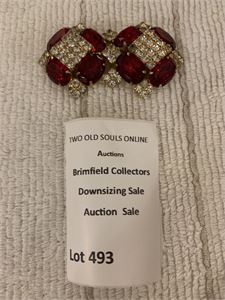 TWO OLD SOULS ONLINE
Auctions
Brimfield Collectors
Downsizing Sale
Auction Sale
Lot 493